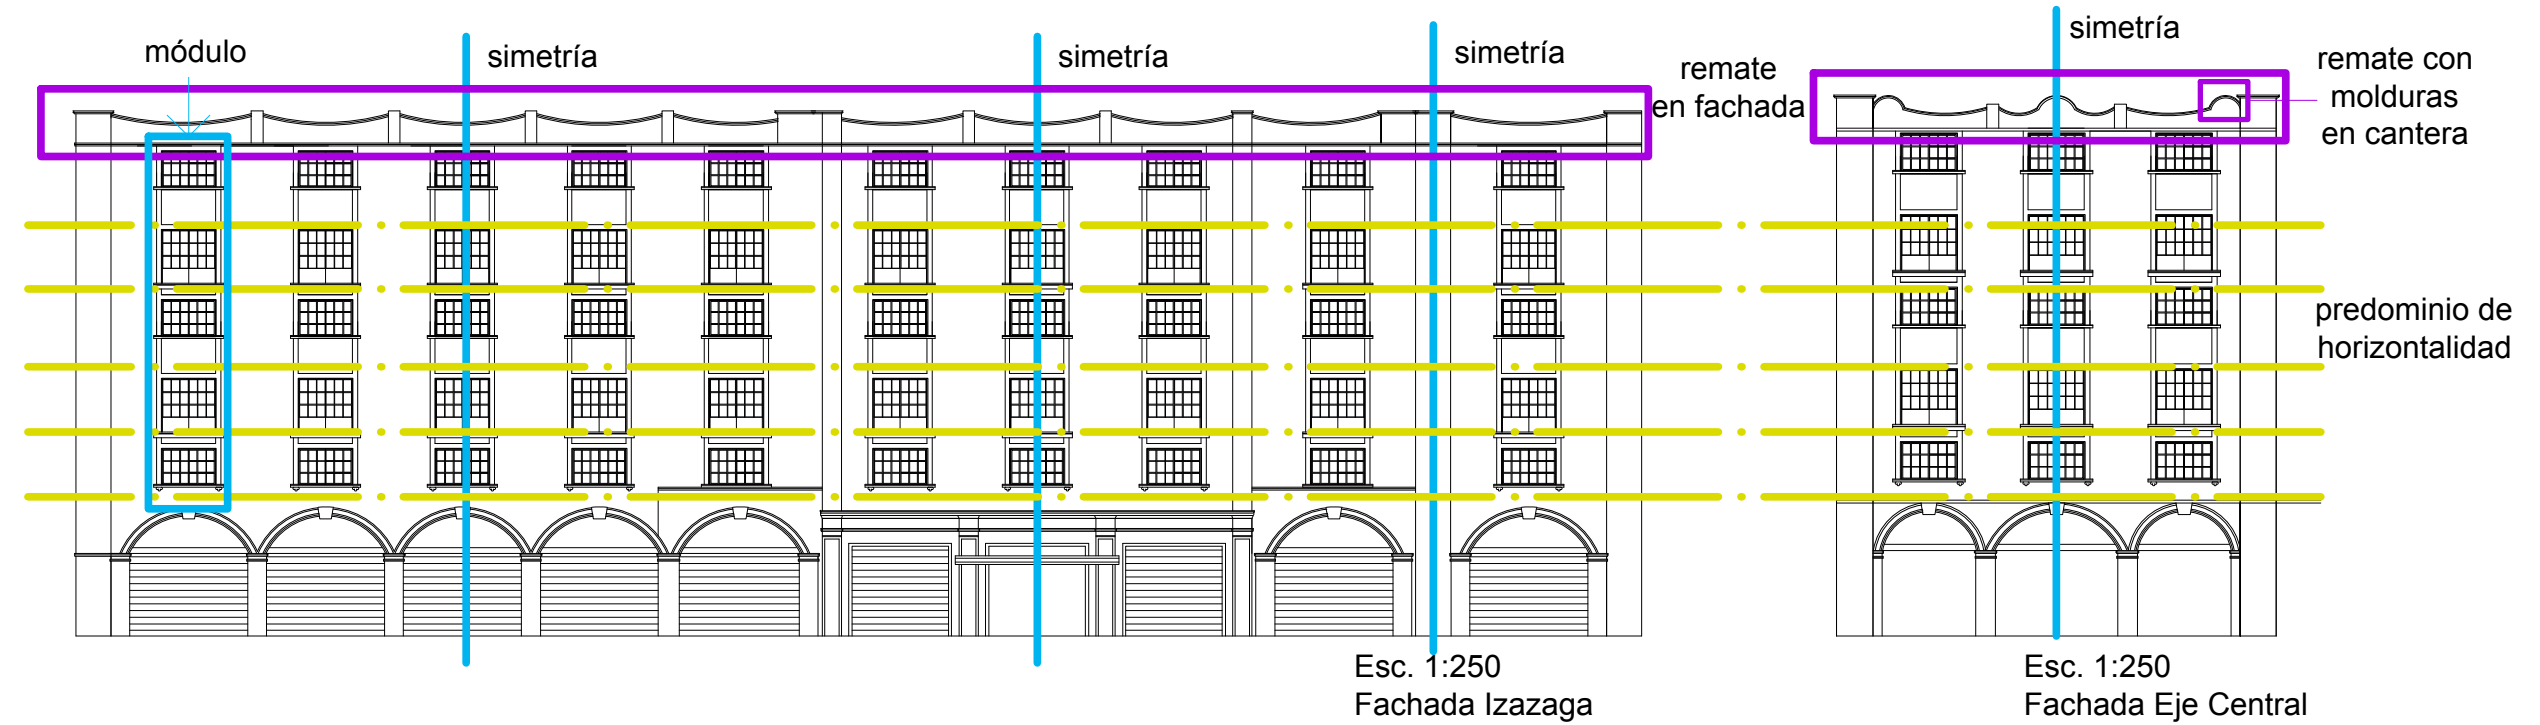 módulo
simetría
simetría
simetría
remate
en fachada
simetría
remate con
molduras
en cantera
predominio de
horizontalidad
Esc. 1:250
Fachada Izazaga
Esc. 1:250
Fachada Eje Central